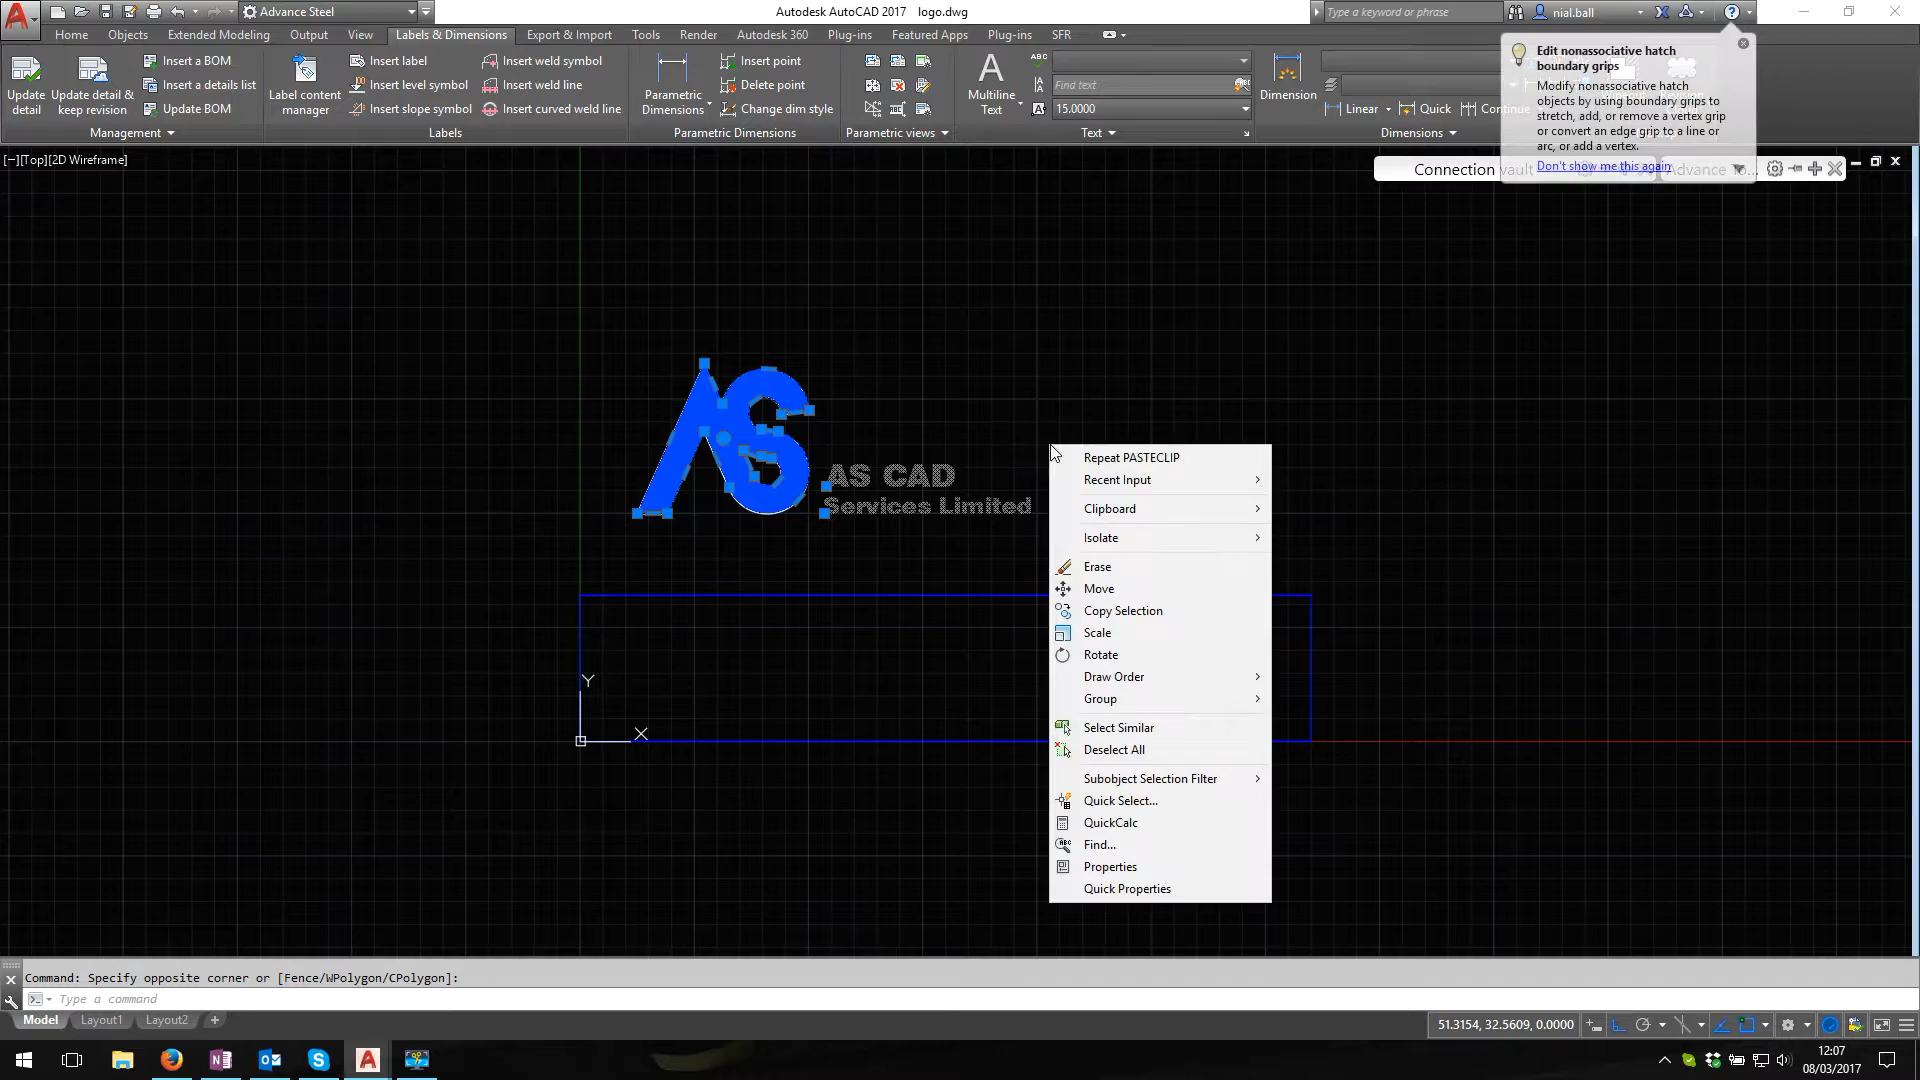 Advance Steel
Autodesk AutoCAD 2017 logo.dwg
Type a keyword or phrase
nial.ball
Home Objects Extended Modeling Output View Labels & Dimensions Export & Import Tools Render Autodesk 360 Plug-ins Featured Apps Plug-ins SFR
Update detail
Update detail & keep revision
Insert a BOM
Insert a details list
Update BOM
Management
Label content manager
Insert label
Insert level symbol
Insert slope symbol
Insert weld symbol
Insert weld line
Insert curved weld line
Labels
Parametric Dimensions
Insert point
Delete point
Change dim style
Parametric Dimensions
Parametric views
A
Multiline Text
ABC
Find text
15.0000
Text
Dimension
Linear
Quick
Continue
Dimensions
Edit nonassociative hatch
boundary grips
Modify nonassociative hatch
objects by using boundary grips to
stretch, add, or remove a vertex grip
or convert an edge grip to a line or
arc, or add a vertex.
Don't show me this again
[−][Top][2D Wireframe]
Connection vault
Advance To...
AS
AS CAD
Services Limited
Y
X
Repeat PASTECLIP
Recent Input
Clipboard
Isolate
Erase
Move
Copy Selection
Scale
Rotate
Draw Order
Group
Select Similar
Deselect All
Subobject Selection Filter
Quick Select...
QuickCalc
Find...
Properties
Quick Properties
Command: Specify opposite corner or [Fence/WPolygon/CPolygon]:
Type a command
Model Layout1 Layout2 +
51.3154, 32.5609, 0.0000
12:07
08/03/2017